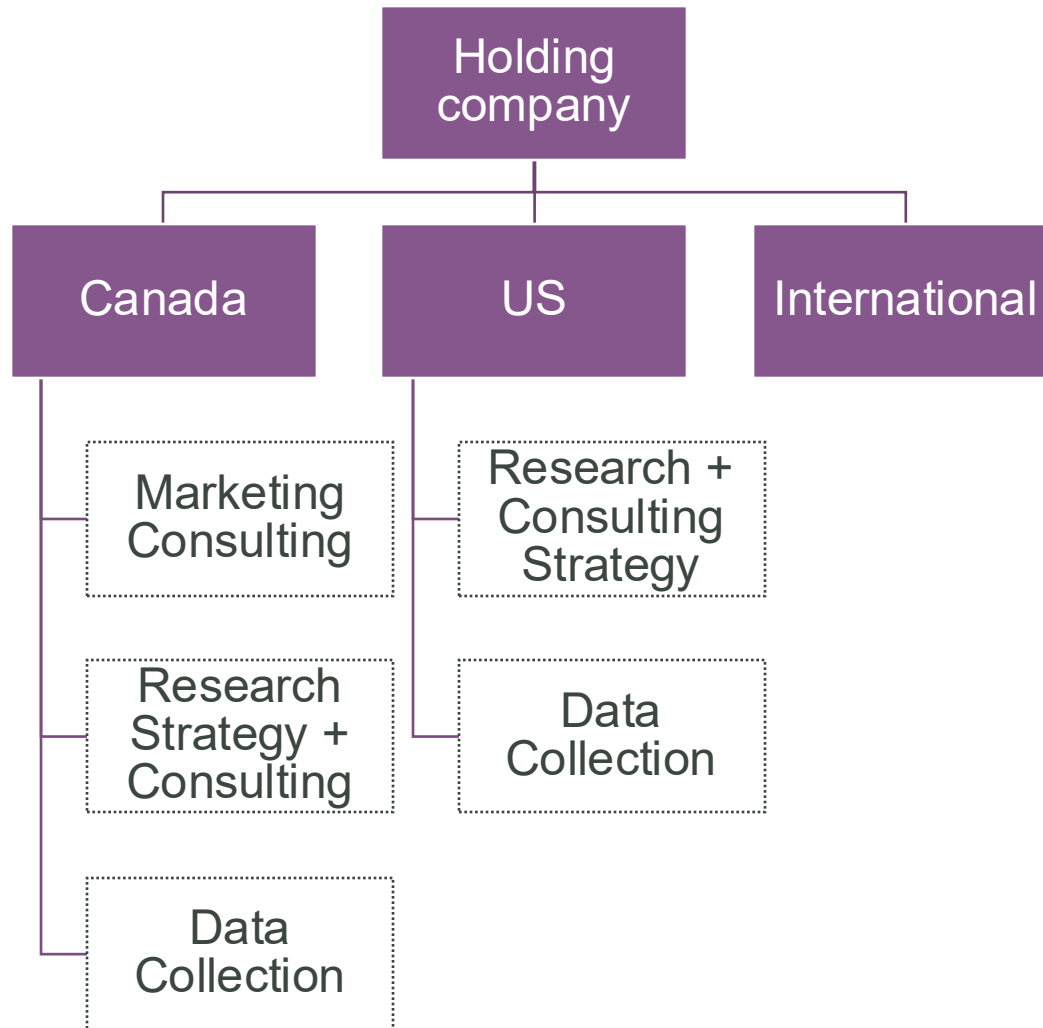 Holding
company
Canada
US
International
Marketing
Consulting
Research
Strategy +
Consulting
Data
Collection
Research +
Consulting
Strategy
Data
Collection